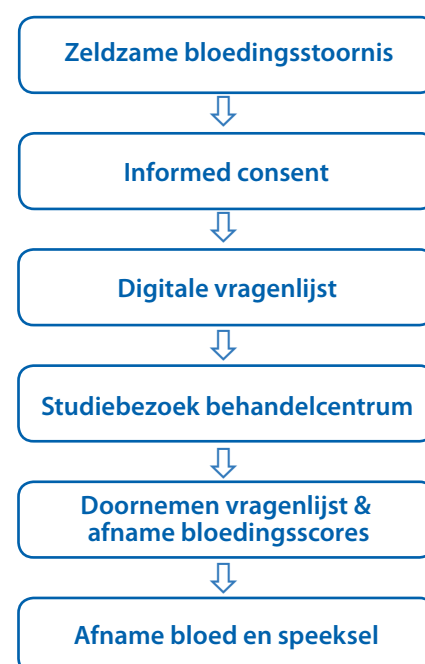 Zeldzame bloedingsstoornis
Informed consent
Digitale vragenlijst
Studiebezoek behandelcentrum
Doornemen vragenlijst &
afname bloedingsscores
Afname bloed en speeksel